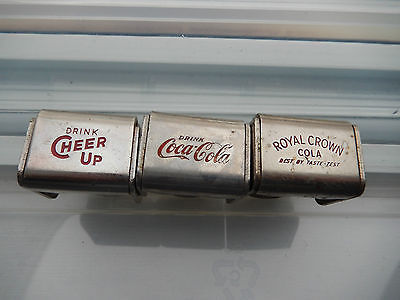 DRINK
CHEER
UP
DRINK
Coca-Cola
ROYAL CROWN
COLA
BEST BY TASTE-TEST